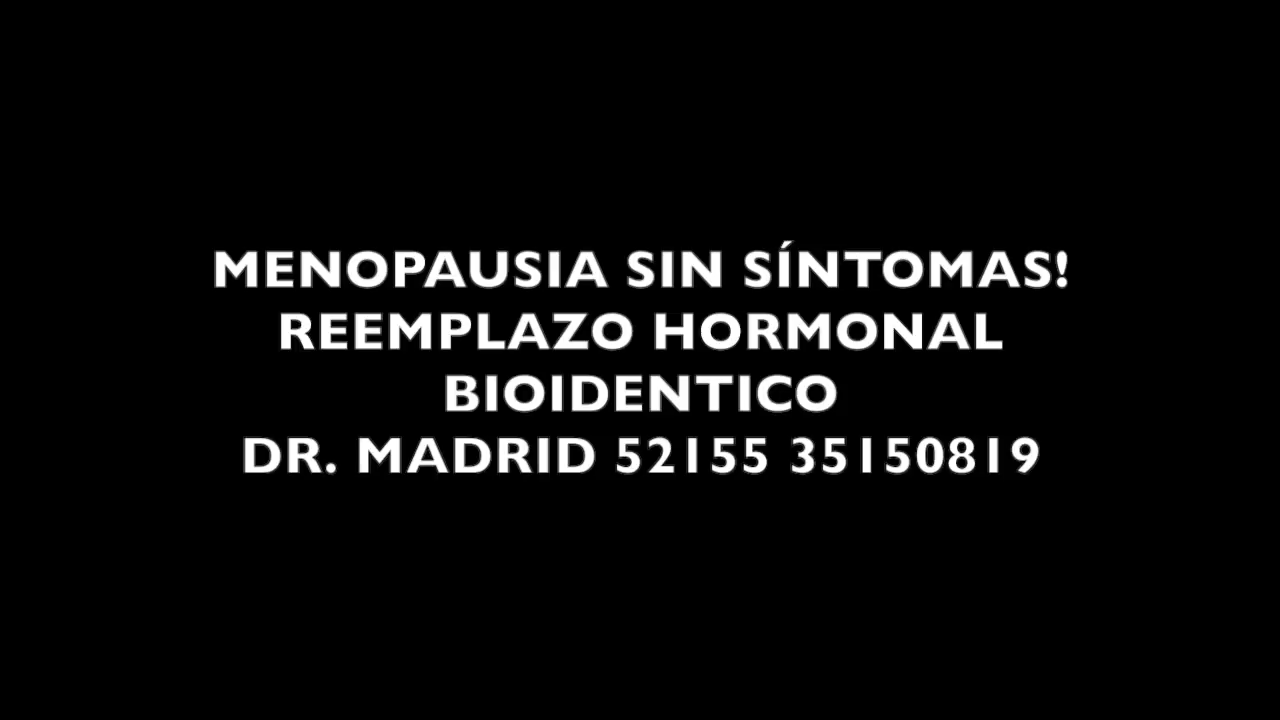 MENOPAUSIA SIN SÍNTOMAS!
REEMPLAZO HORMONAL
BIOIDENTICO
DR. MADRID 52155 35150819